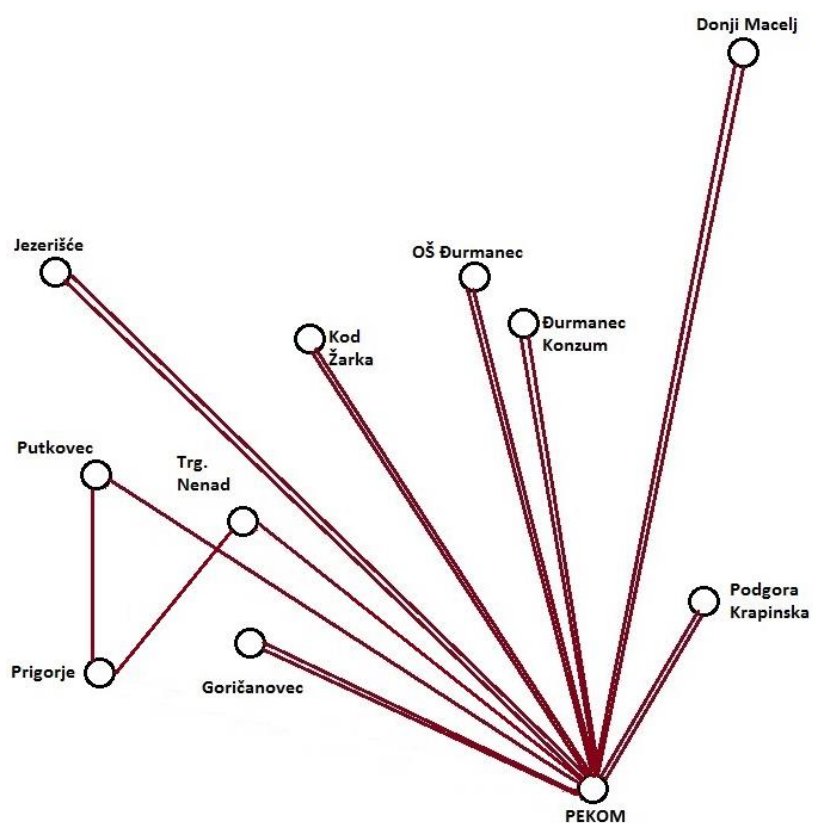 Donji Macelj
Jezerišće
OŠ Đurmanec
Kod
Žarka
Đurmanec
Konzum
Putkovec
Trg.
Nenad
Podgora
Krapinska
Prigorje
Goričanovec
PEKOM